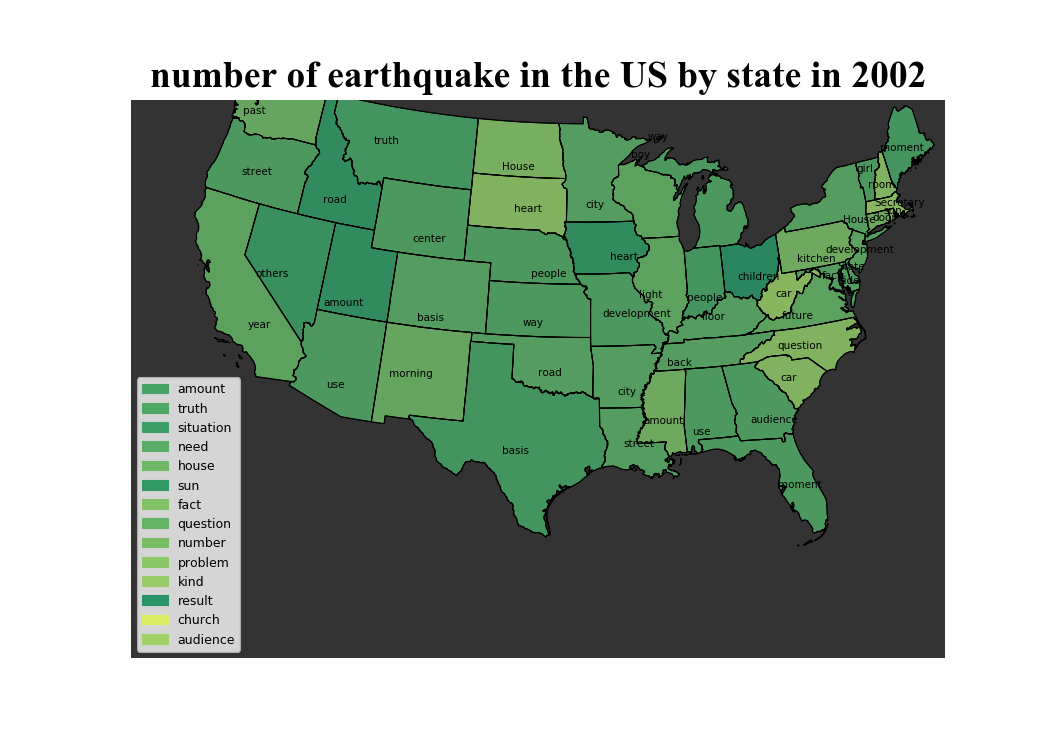 number of earthquake in the US by state in 2002
past
way
truth
boy
moment
street
House
girl
room
road
heart
city
Secretary
House
door
center
development
heart
kitchen
others
people
children
fact
car
amount
light
people
year
basis
way
development
floor
future
question
back
morning
road
car
use
city
amount
audience
use
street
basis
moment
amount
truth
situation
need
house
sun
fact
question
number
problem
kind
result
church
audience